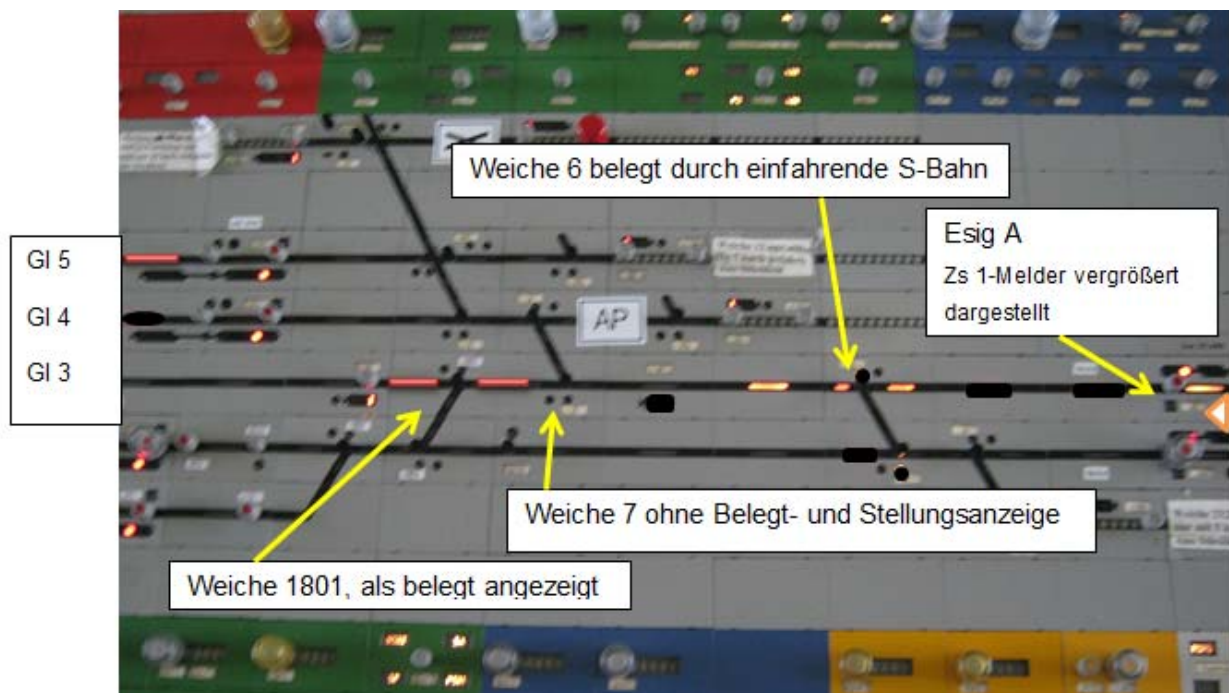 Weiche 6 belegt durch einfahrende S-Bahn
Esig A
Zs 1-Melder vergrößert
dargestellt
Gl 5
Gl 4
Gl 3
AP
Weiche 7 ohne Belegt- und Stellungsanzeige
Weiche 1801, als belegt angezeigt